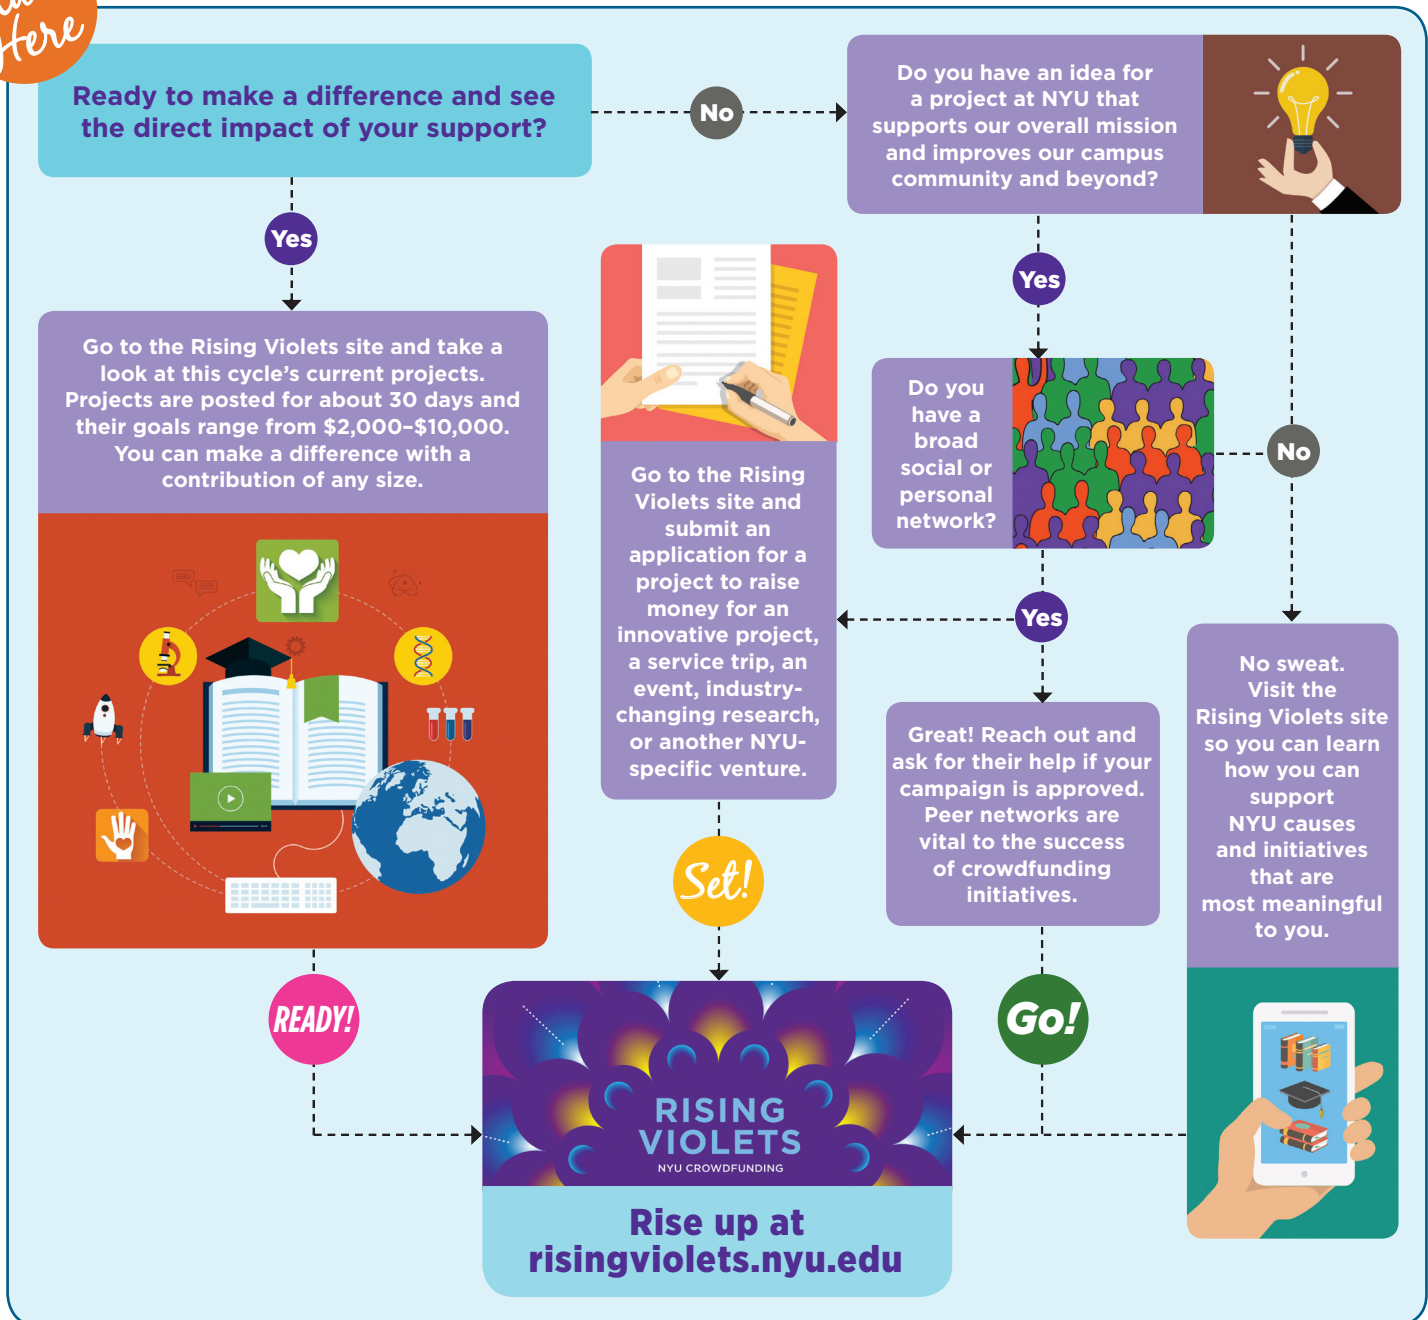 Here
Ready to make a difference and see
the direct impact of your support?
No
Do you have an idea for
a project at NYU that
supports our overall mission
and improves our campus
community and beyond?
Yes
Yes
Go to the Rising Violets site and take a
look at this cycle's current projects.
Projects are posted for about 30 days and
their goals range from $2,000–$10,000.
You can make a difference with a
contribution of any size.
Do you
have a
broad
social or
personal
network?
No
Go to the Rising
Violets site and
submit an
application for a
project to raise
money for an
innovative project,
a service trip, an
event, industry-
changing research,
or another NYU-
specific venture.
Yes
Great! Reach out and
ask for their help if your
campaign is approved.
Peer networks are
vital to the success
of crowdfunding
initiatives.
No sweat.
Visit the
Rising Violets site
so you can learn
how you can
support
NYU causes
and initiatives
that are
most meaningful
to you.
READY!
Set!
Go!
RISING
VIOLETS
NYU CROWDFUNDING
Rise up at
risingviolets.nyu.edu